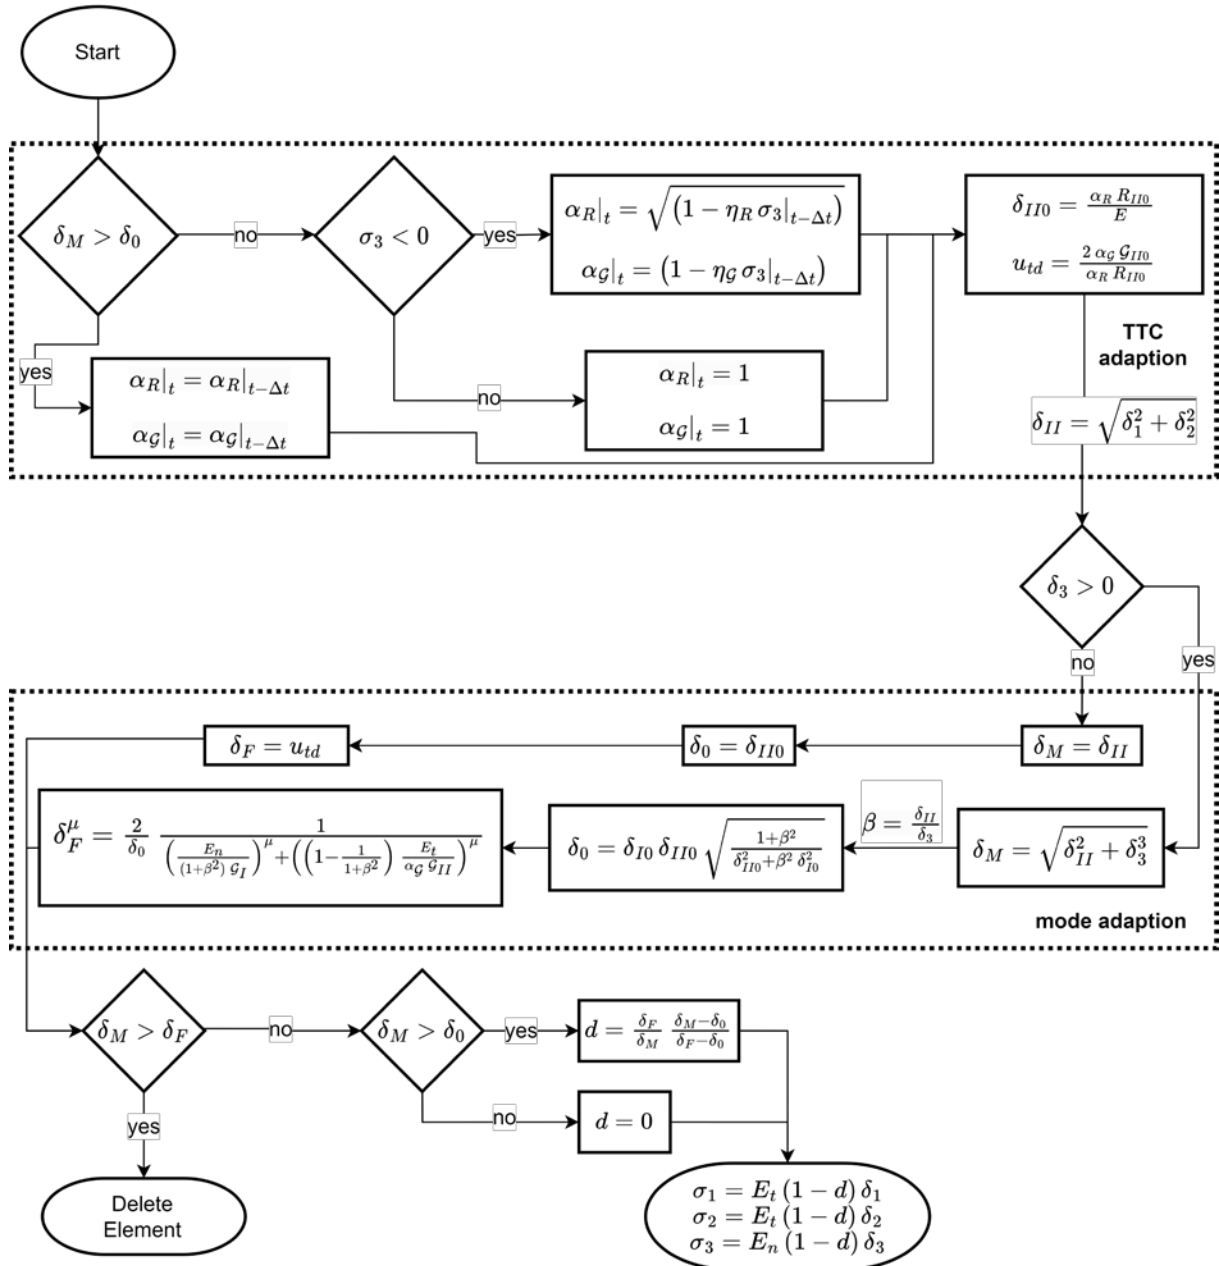 Start
δ_M > δ_0
no
σ_3 < 0
yes
α_R|_t = √((1 − η_R σ_3|_{t−Δt}))
α_𝒢|_t = (1 − η_𝒢 σ_3|_{t−Δt})
δ_{II0} = α_R R_{II0} / E
u_{td} = 2 α_𝒢 𝒢_{II0} / α_R R_{II0}
TTC
adaption
yes
α_R|_t = α_R|_{t−Δt}
α_𝒢|_t = α_𝒢|_{t−Δt}
no
α_R|_t = 1
α_𝒢|_t = 1
δ_{II} = √(δ_1^2 + δ_2^2)
δ_3 > 0
no
yes
δ_F = u_{td}
δ_0 = δ_{II0}
δ_M = δ_{II}
δ_F^μ = (2/δ_0) 1 / ((E_n / ((1+β^2) 𝒢_I))^μ + ((1 − 1/(1+β^2)) E_t / (α_𝒢 𝒢_{II}))^μ)
δ_0 = δ_{I0} δ_{II0} √((1+β^2) / (δ_{II0}^2 + β^2 δ_{I0}^2))
β = δ_{II} / δ_3
δ_M = √(δ_{II}^2 + δ_3^3)
mode adaption
δ_M > δ_F
no
δ_M > δ_0
yes
d = (δ_F / δ_M) (δ_M − δ_0) / (δ_F − δ_0)
yes
no
d = 0
Delete
Element
σ_1 = E_t (1 − d) δ_1
σ_2 = E_t (1 − d) δ_2
σ_3 = E_n (1 − d) δ_3